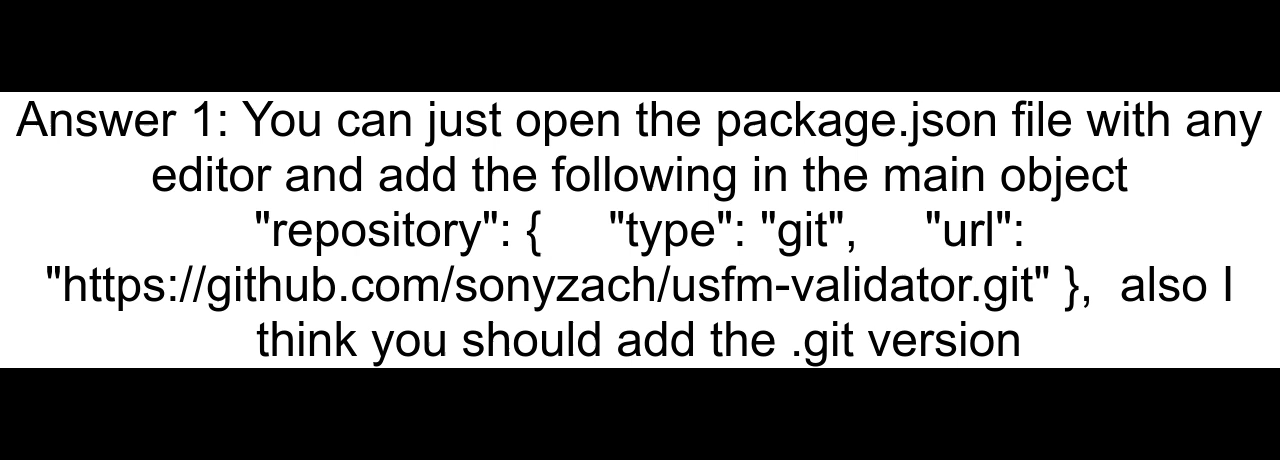 Answer 1: You can just open the package.json file with any
editor and add the following in the main object
"repository": {     "type": "git",     "url":
"https://github.com/sonyzach/usfm-validator.git" },  also I
think you should add the .git version